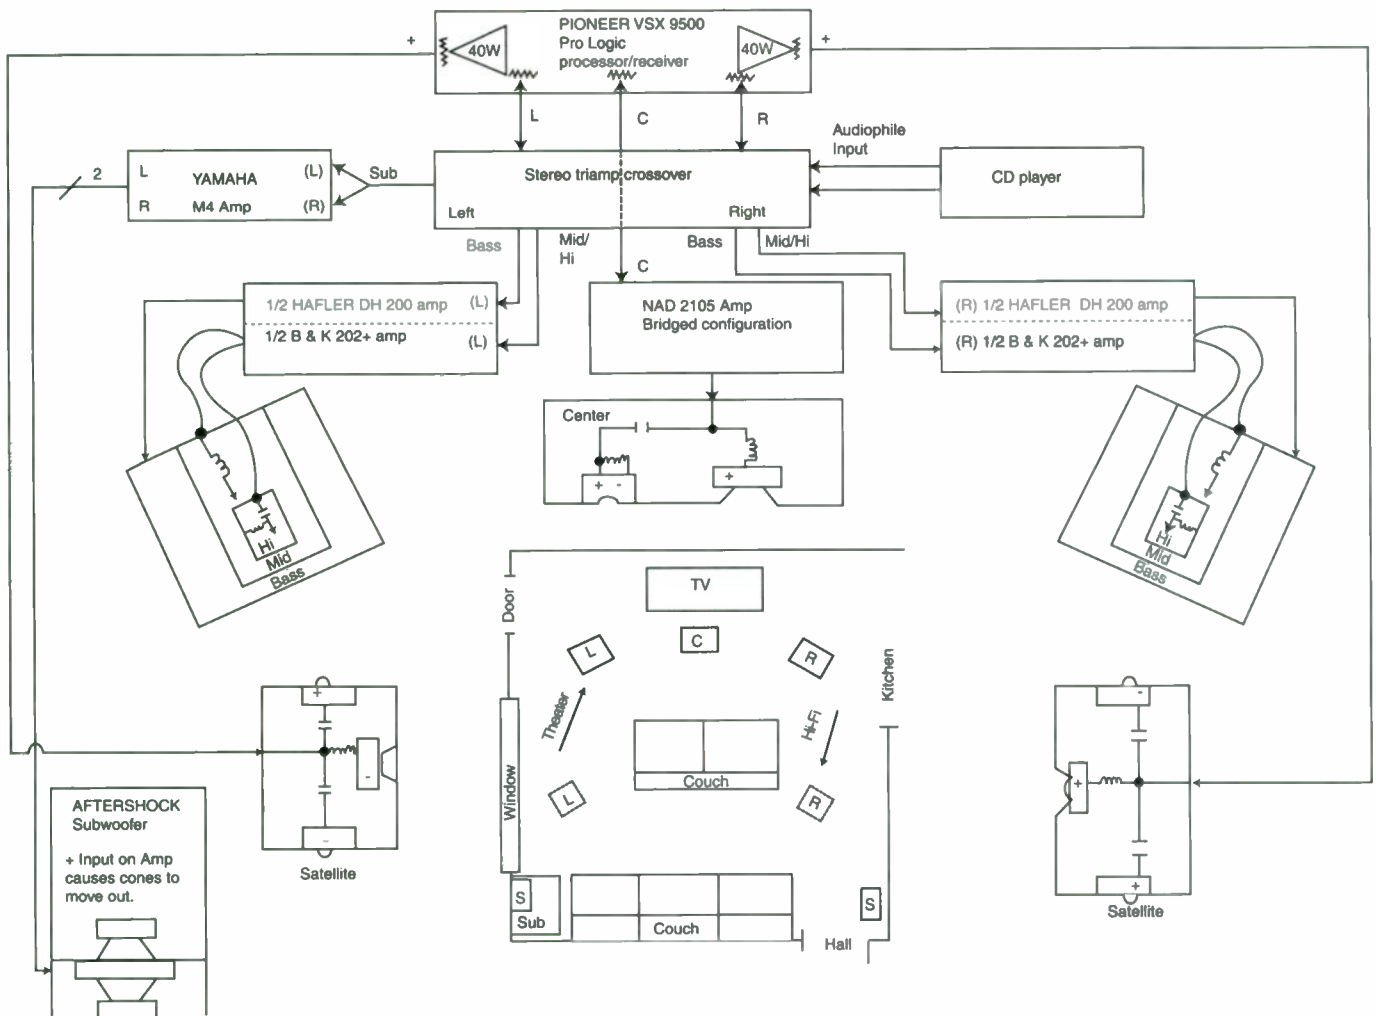 PIONEER VSX 9500
Pro Logic
processor/receiver
+
40W
40W
+
L
C
R
Audiophile
Input
2
L
R
YAMAHA
M4 Amp
(L)
(R)
Sub
Stereo triamp crossover
Left
Right
CD player
Bass
Mid/
Hi
C
Bass
Mid/Hi
1/2 HAFLER DH 200 amp (L)
1/2 B & K 202+ amp (L)
NAD 2105 Amp
Bridged configuration
(R) 1/2 HAFLER DH 200 amp
(R) 1/2 B & K 202+ amp
Center
+ -
+
Hi
Mid
Bass
Hi
Mid
Bass
Door
TV
L
C
R
Kitchen
Theater
Hi-Fi
Couch
Window
L
R
S
Sub
Couch
S
Hall
+
-
-
Satellite
-
+
+
Satellite
AFTERSHOCK
Subwoofer
+ Input on Amp
causes cones to
move out.